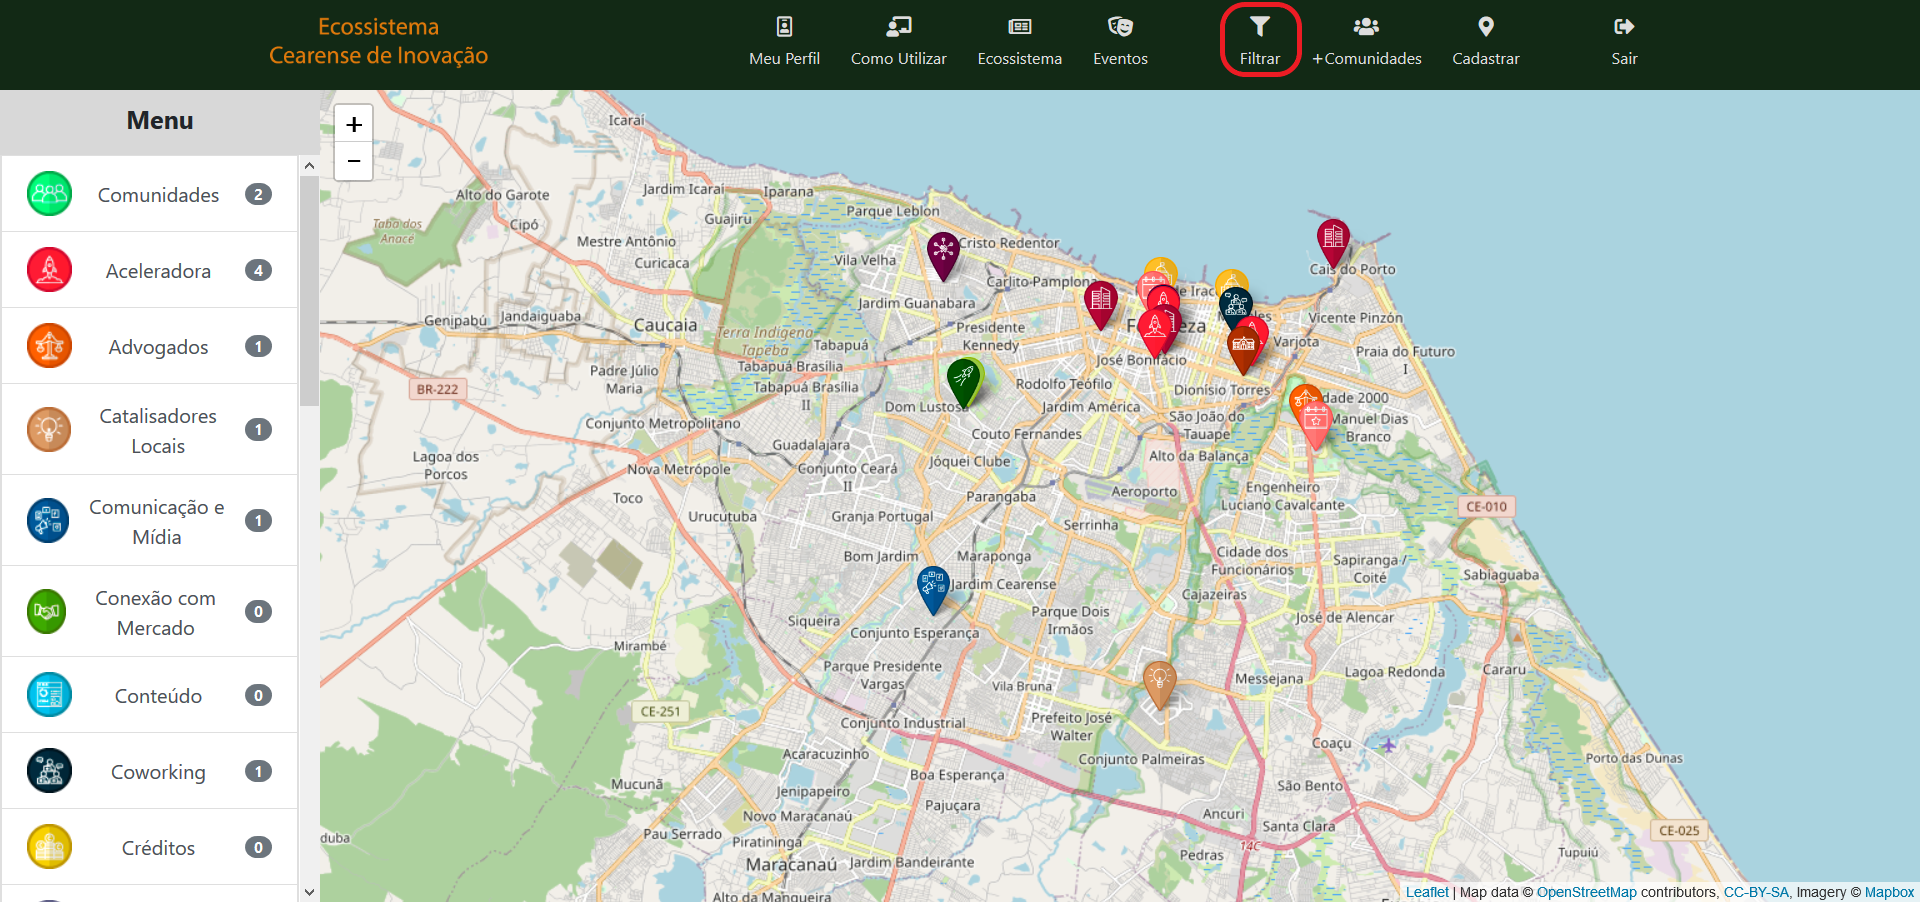 Ecossistema
Cearense de Inovação
Meu Perfil
Como Utilizar
Ecossistema
Eventos
Filtrar
+Comunidades
Cadastrar
Sair
Menu
Comunidades 2
Aceleradora 4
Advogados 1
Catalisadores
Locais 1
Comunicação e
Mídia 1
Conexão com
Mercado 0
Conteúdo 0
Coworking 1
Créditos 0
+
−
Icaraí
Jardim Icaraí
Iparana
Alto do Garote
Cipó
Guajiru
Parque Leblon
Taba dos
Anacé
Mestre Antônio
Curicaca
Vila Velha
Cristo Redentor
Carlito Pamplona
Cais do Porto
Jardim Guanabara
Genipabu
Jandaiguaba
Caucaia
Terra Indígena
Tapeba
Tabapuá
Presidente
Kennedy
Vicente Pinzón
Varjota
Praia do Futuro
I
José Bonifácio
Padre Júlio
Maria
Tabapuá Brasília
Tabapuá Brasília
II
BR-222
Rodolfo Teófilo
Dionísio Torres
Dom Lustosa
Jardim América
São João do
Tauape
Manuel Dias
Branco
Conjunto Metropolitano
Guadalajara
Couto Fernandes
Alto da Balança
Lagoa dos
Porcos
Nova Metrópole
Conjunto Ceará
II
Jóquei Clube
Toco
Parangaba
Aeroporto
Engenheiro
Luciano Cavalcante
CE-010
Urucutuba
Granja Portugal
Serrinha
Bom Jardim
Maraponga
Cidade dos
Funcionários
Sapiranga /
Coité
Sabiaguaba
Jardim Cearense
Cajazeiras
Siqueira
Conjunto Esperança
Parque Dois
Irmãos
José de Alencar
Mirambé
Parque Presidente
Vargas
Vila Bruna
Messejana
Lagoa Redonda
Cararu
CE-251
Conjunto Industrial
Prefeito José
Walter
Coaçu
Acaracuzinho
Boa Esperança
Conjunto Palmeiras
Porto das Dunas
Mucunã
Jenipapeiro
Pajuçara
São Bento
Novo Maracanaú
Ancuri
Santa Clara
CE-025
Pau Serrado
Piratininga
14C
Maracanaú
Jardim Bandeirante
Pedras
Tupuiú
Alto da Mangueira
Leaflet | Map data © OpenStreetMap contributors, CC-BY-SA, Imagery © Mapbox